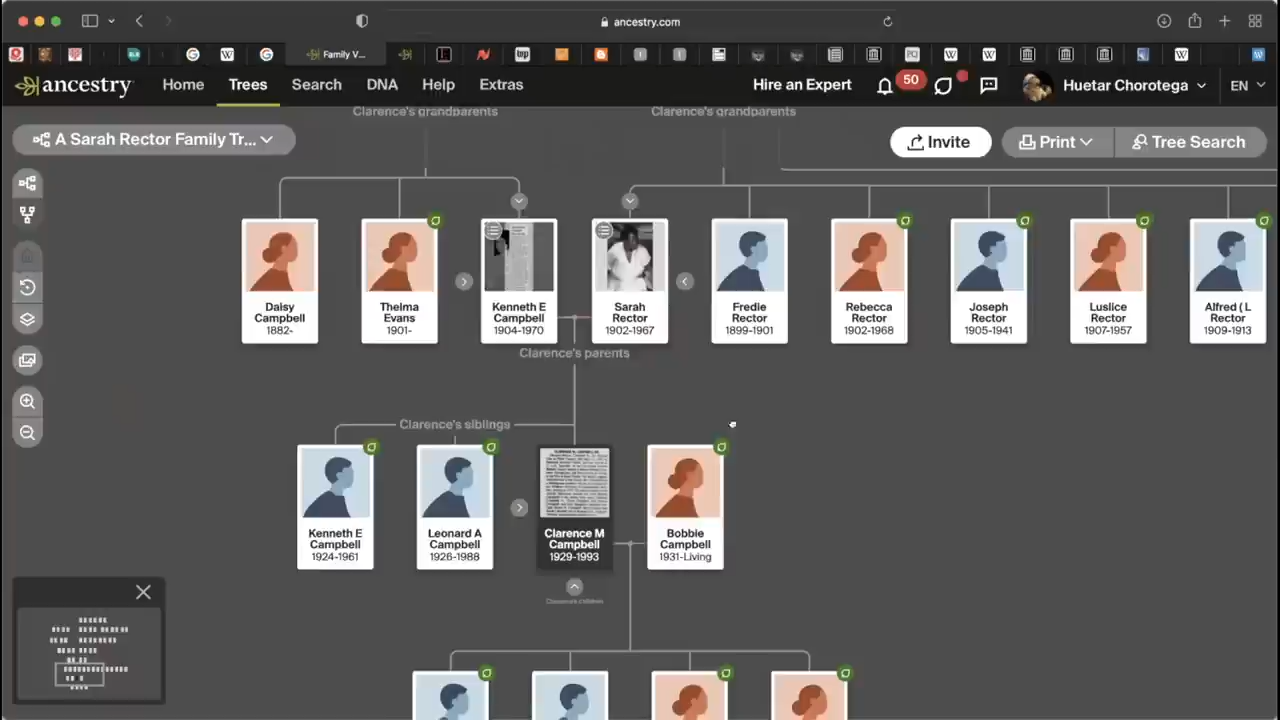 ancestry.com
Family V...
ancestry
Home
Trees
Search
DNA
Help
Extras
Hire an Expert
50
Huetar Chorotega
EN
Clarence's grandparents
Clarence's grandparents
A Sarah Rector Family Tr...
Invite
Print
Tree Search
Daisy
Campbell
1882-
Thelma
Evans
1901-
Kenneth E
Campbell
1904-1970
Sarah
Rector
1902-1967
Fredie
Rector
1899-1901
Rebecca
Rector
1902-1968
Joseph
Rector
1905-1941
Luslice
Rector
1907-1957
Alfred ( L
Rector
1909-1913
Clarence's parents
Clarence's siblings
Kenneth E
Campbell
1924-1961
Leonard A
Campbell
1926-1988
Clarence M
Campbell
1929-1993
Bobbie
Campbell
1931-Living
Clarence's children